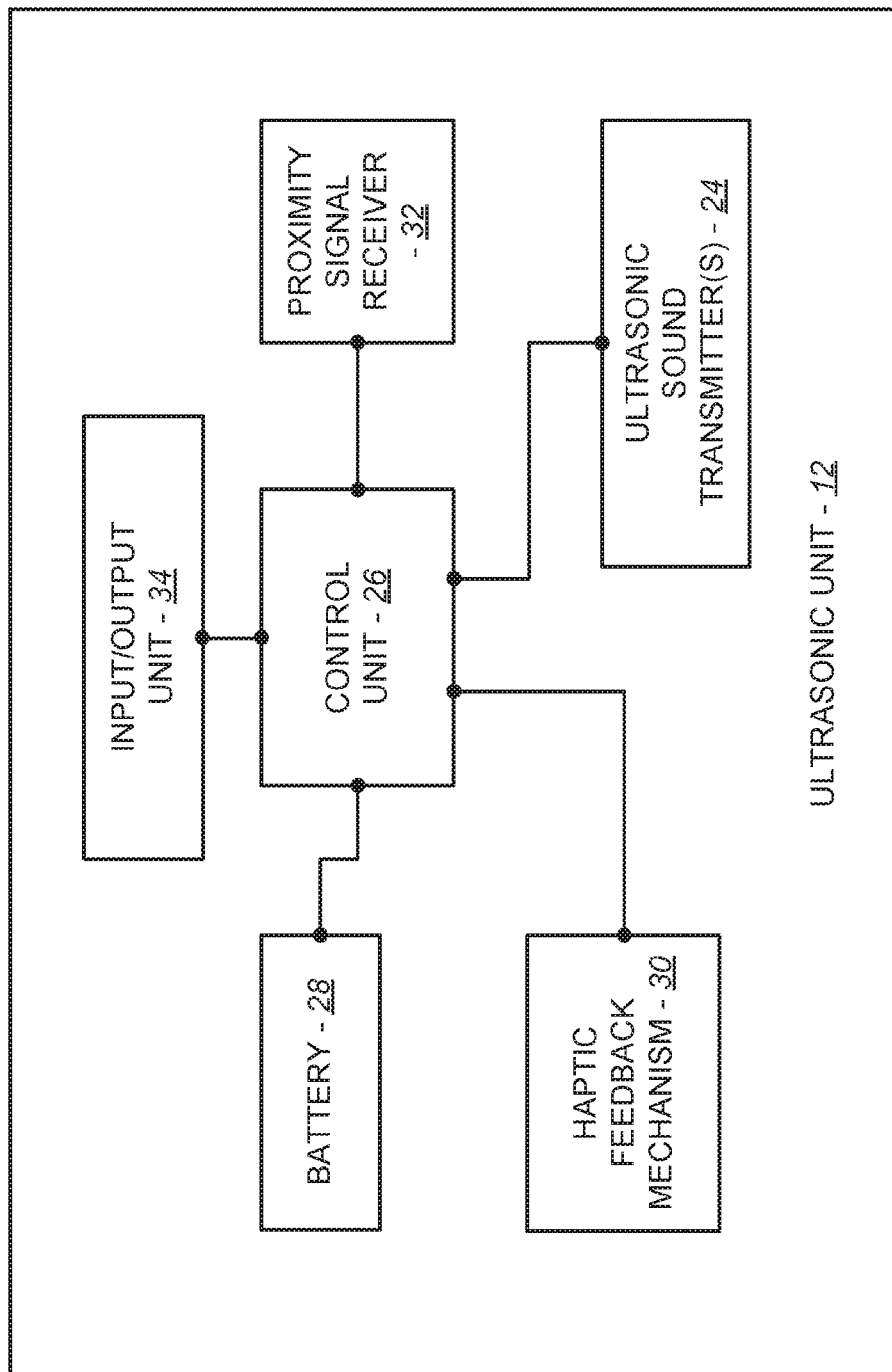 INPUT/OUTPUT
UNIT - 34
BATTERY - 28
CONTROL
UNIT - 26
PROXIMITY
SIGNAL
RECEIVER
- 32
HAPTIC
FEEDBACK
MECHANISM - 30
ULTRASONIC
SOUND
TRANSMITTER(S) - 24
ULTRASONIC UNIT - 12